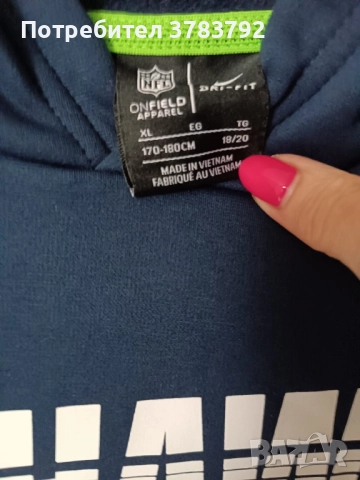 Потребител 3783792
NFL
DRI-FIT
ONFIELD
APPAREL
XL EG TG
170-180CM 18/20
MADE IN VIETNAM
FABRIQUÉ AU VIETNAM
BAZAR